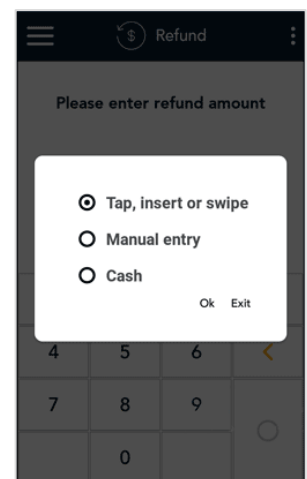 Refund
Please enter refund amount
Tap, insert or swipe
Manual entry
Cash
Ok Exit
4 5 6 <
7 8 9
0